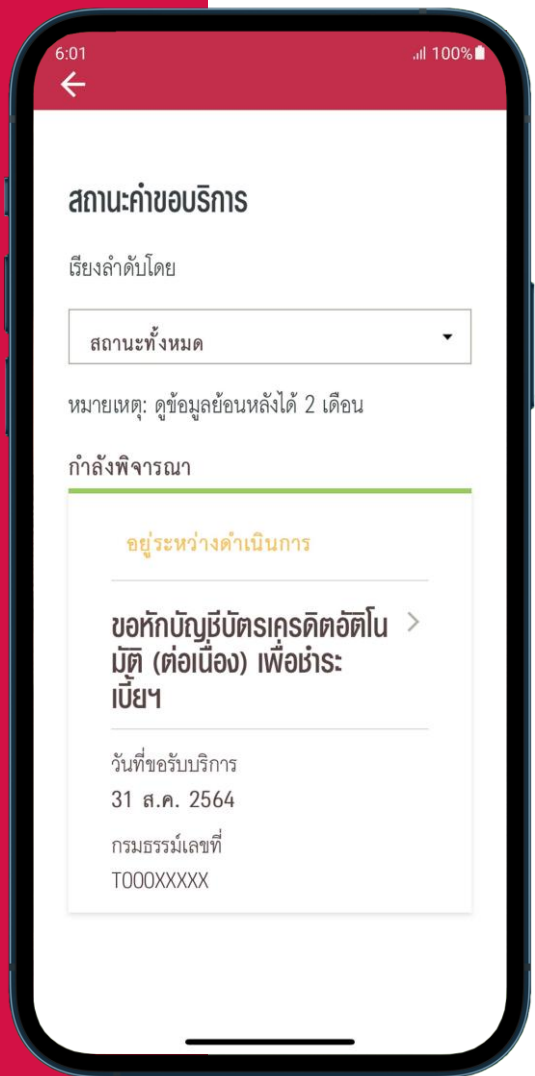 6:01
100%
สถานะคำขอบริการ
เรียงลำดับโดย
สถานะทั้งหมด
หมายเหตุ: ดูข้อมูลย้อนหลังได้ 2 เดือน
กำลังพิจารณา
อยู่ระหว่างดำเนินการ
ขอหักบัญชีบัตรเครดิตอัติโน
มัติ (ต่อเนื่อง) เพื่อชำระ
เบี้ยฯ
วันที่ขอรับบริการ
31 ส.ค. 2564
กรมธรรม์เลขที่
T000XXXXX